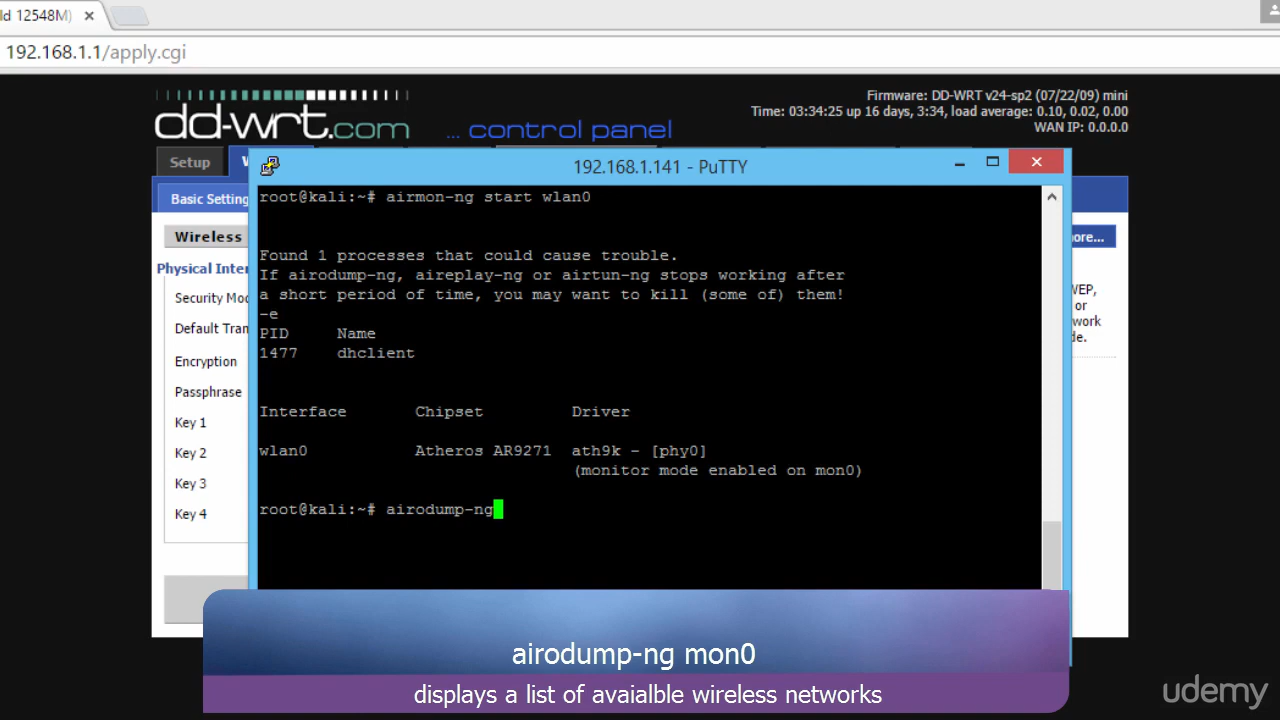 ld 12548M)
192.168.1.1/apply.cgi
dd-wrt.com ... control panel
Firmware: DD-WRT v24-sp2 (07/22/09) mini
Time: 03:34:25 up 16 days, 3:34, load average: 0.10, 0.02, 0.00
WAN IP: 0.0.0.0
Setup W
192.168.1.141 - PuTTY
Basic Setting
Wireless
ore...
Physical Inter
Security Mod
Default Tran
Encryption
Passphrase
Key 1
Key 2
Key 3
Key 4
WEP,
or
work
de.
root@kali:~# airmon-ng start wlan0
Found 1 processes that could cause trouble.
If airodump-ng, aireplay-ng or airtun-ng stops working after
a short period of time, you may want to kill (some of) them!
-e
PID Name
1477 dhclient
Interface Chipset Driver
wlan0 Atheros AR9271 ath9k - [phy0]
(monitor mode enabled on mon0)
root@kali:~# airodump-ng
airodump-ng mon0
displays a list of avaialble wireless networks
udemy